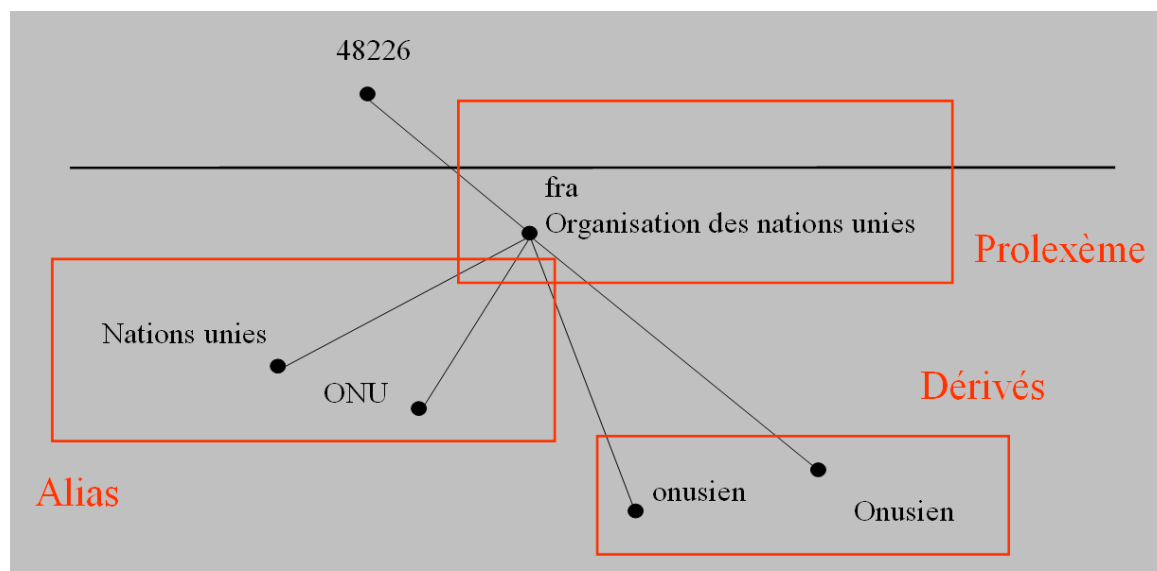 48226
fra
Organisation des nations unies
Prolexème
Nations unies
ONU
Dérivés
Alias
onusien
Onusien